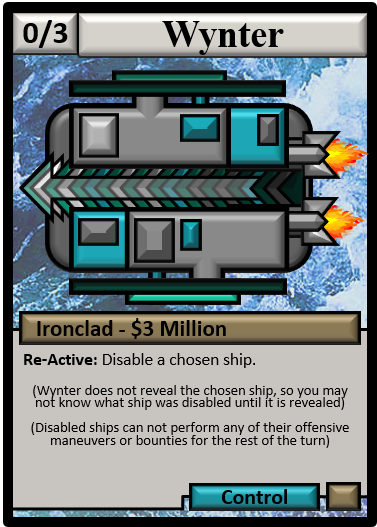 0/3 Wynter
Ironclad - $3 Million
Re-Active: Disable a chosen ship.
(Wynter does not reveal the chosen ship, so you may
not know what ship was disabled until it is revealed)
(Disabled ships can not perform any of their offensive
maneuvers or bounties for the rest of the turn)
Control